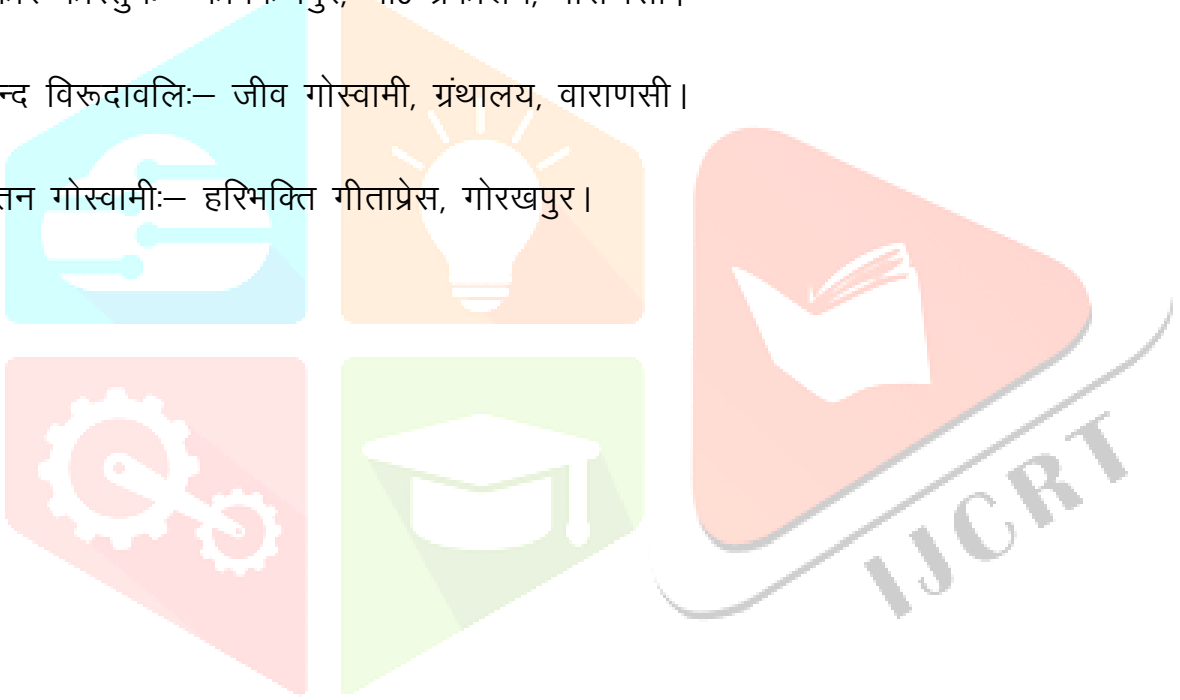 न्द विरूदावलिः– जीव गोस्वामी, ग्रंथालय, वाराणसी।
तन गोस्वामीः– हरिभक्ति गीताप्रेस, गोरखपुर।
IJCRT